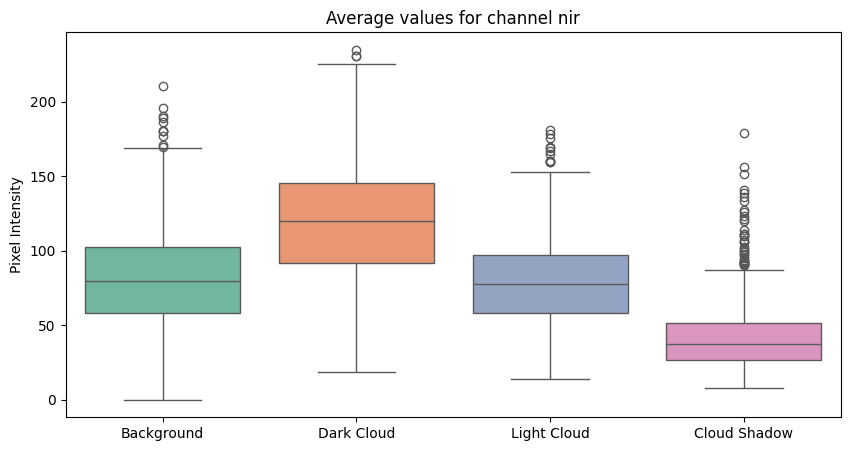 Average values for channel nir
Pixel Intensity
200
150
100
50
0
Background
Dark Cloud
Light Cloud
Cloud Shadow